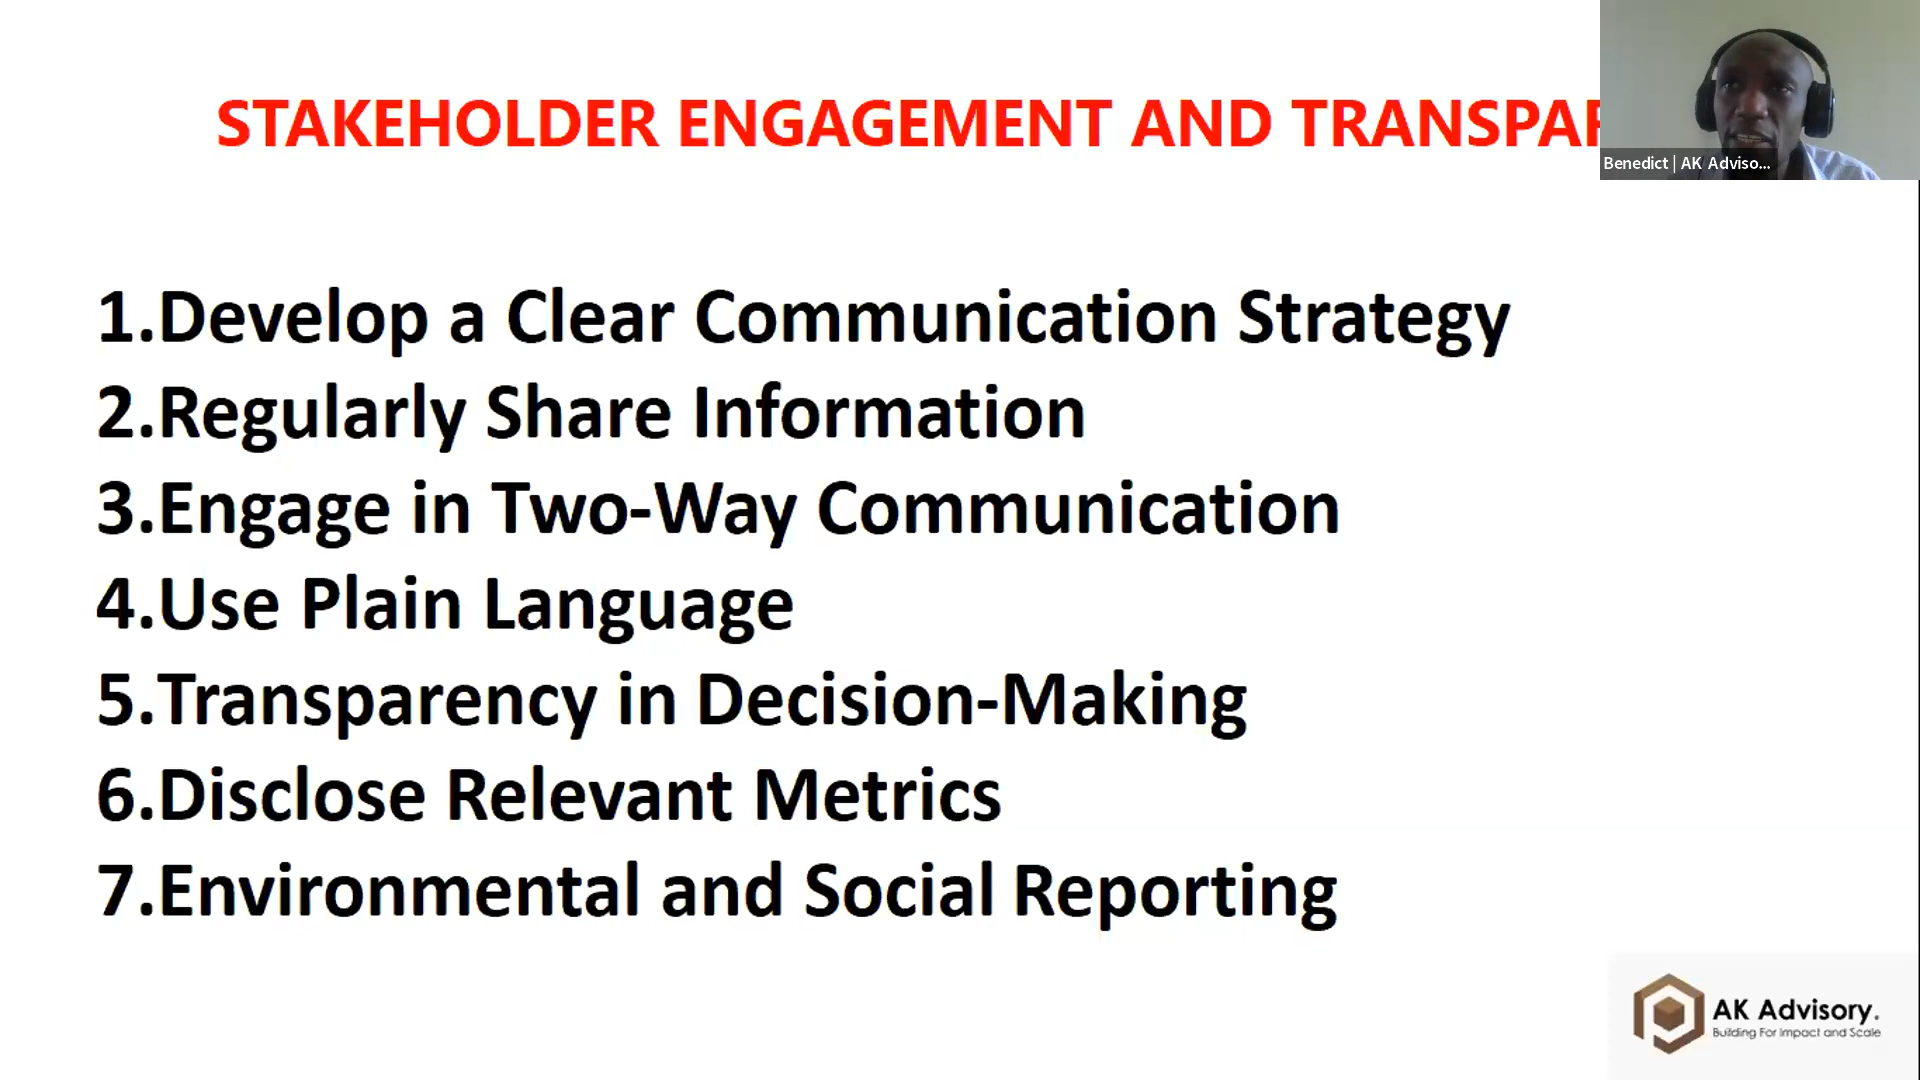 STAKEHOLDER ENGAGEMENT AND
Benedict | AK Adviso...
1.Develop a Clear Communication Strategy
2.Regularly Share Information
3.Engage in Two-Way Communication
4.Use Plain Language
5.Transparency in Decision-Making
6.Disclose Relevant Metrics
7.Environmental and Social Reporting
AK Advisory.
Building For Impact and Scale